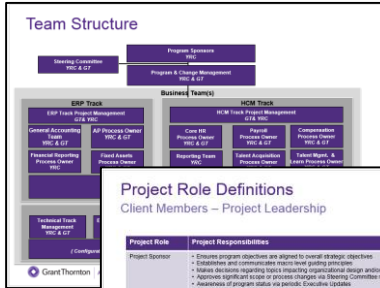 Team Structure
Program Sponsors
YRC
Steering Committee
YRC & GT
Program & Change Management
YRC & GT
Business Team(s)
ERP Track
HCM Track
ERP Track Project Management
GT& YRC
HCM Track Project Management
GT& YRC
General Accounting
Team
YRC & GT
AP Process Owner
YRC & GT
Core HR
Process Owner
YRC & GT
Payroll
Process Owner
YRC & GT
Compensation
Process Owner
YRC & GT
Financial Reporting
Process Owner
YRC
Fixed Assets
Process Owner
Reporting Team
YRC
Talent Acquisition
Process Owner
Talent Mgmt. &
Learn Process Owner
Technical Track
Management
YRC & GT
(Configura
Grant Thornton
Project Role Definitions
Client Members – Project Leadership
Project Role
Project Responsibilities
Project Sponsor
• Ensures program objectives are aligned to overall strategic objectives
• Establishes and communicates macro level guiding principles
• Makes decisions regarding topics impacting organizational design and/o
• Approves significant scope or process changes via Steering Committee
• Awareness of program status via periodic Executive Updates